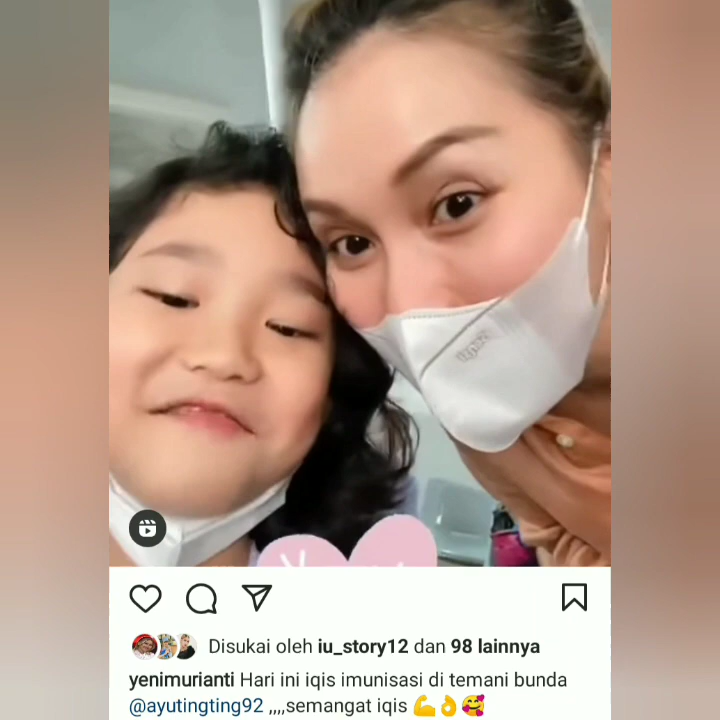 Disukai oleh iu_story12 dan 98 lainnya
yenimurianti Hari ini iqis imunisasi di temani bunda
@ayutingting92 ,,,,semangat iqis 💪👌🥰